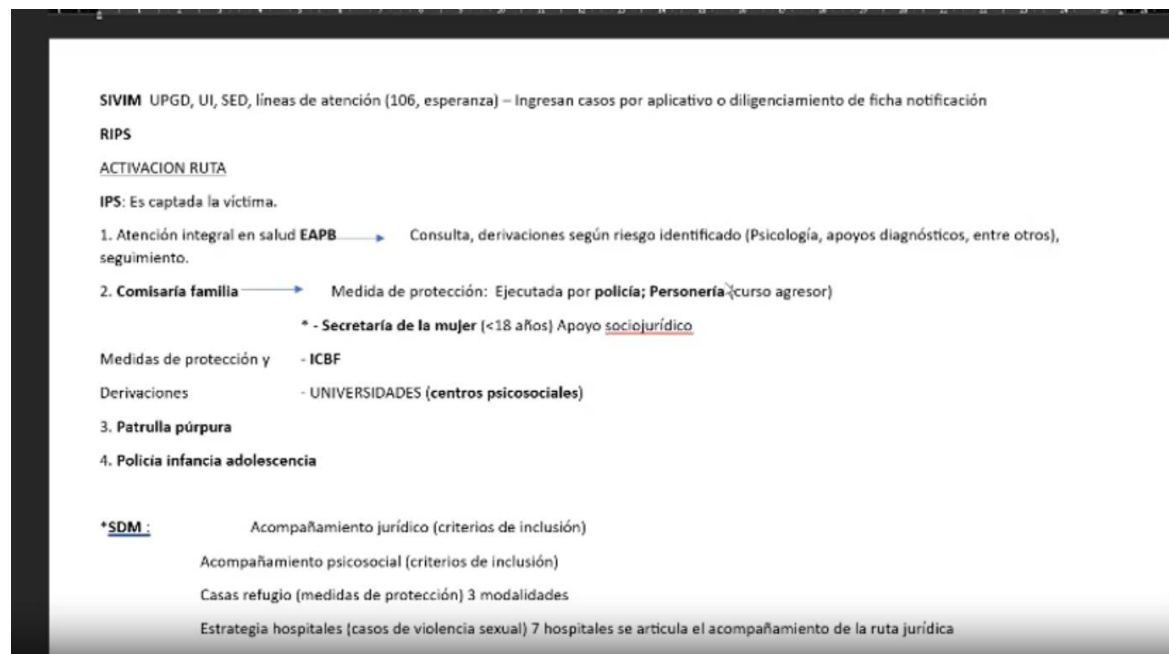 SIVIM UPGD, UI, SED, líneas de atención (106, esperanza) – Ingresan casos por aplicativo o diligenciamiento de ficha notificación
RIPS
ACTIVACION RUTA
IPS: Es captada la víctima.
1. Atención integral en salud EAPB Consulta, derivaciones según riesgo identificado (Psicología, apoyos diagnósticos, entre otros),
seguimiento.
2. Comisaría familia Medida de protección: Ejecutada por policía; Personería (curso agresor)
* - Secretaría de la mujer (<18 años) Apoyo sociojurídico
Medidas de protección y - ICBF
Derivaciones - UNIVERSIDADES (centros psicosociales)
3. Patrulla púrpura
4. Policía infancia adolescencia
*SDM : Acompañamiento jurídico (criterios de inclusión)
Acompañamiento psicosocial (criterios de inclusión)
Casas refugio (medidas de protección) 3 modalidades
Estrategia hospitales (casos de violencia sexual) 7 hospitales se articula el acompañamiento de la ruta jurídica